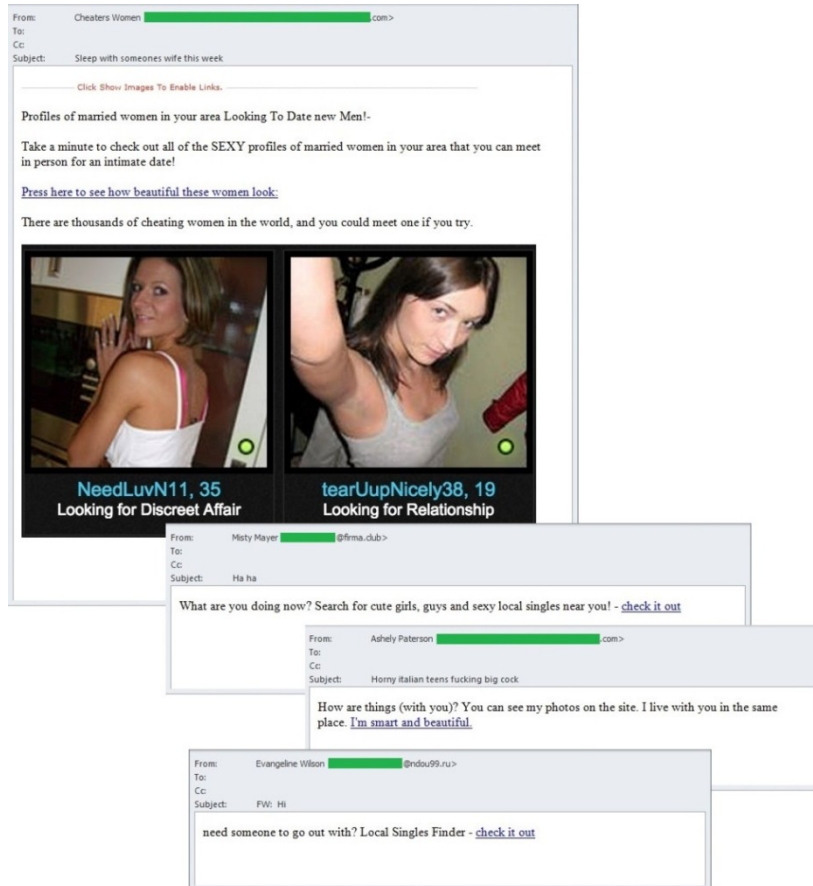 From: Cheaters Women .com>
To:
Cc:
Subject: Sleep with someones wife this week
Click Show Images To Enable Links.
Profiles of married women in your area Looking To Date new Men!-
Take a minute to check out all of the SEXY profiles of married women in your area that you can meet
in person for an intimate date!
Press here to see how beautiful these women look:
There are thousands of cheating women in the world, and you could meet one if you try.
NeedLuvN11, 35 tearUupNicely38, 19
Looking for Discreet Affair Looking for Relationship
From: Misty Mayer @firma.club>
To:
Cc:
Subject: Ha ha
What are you doing now? Search for cute girls, guys and sexy local singles near you! - check it out
From: Ashely Paterson .com>
To:
Cc:
Subject: Horny italian teens fucking big cock
How are things (with you)? You can see my photos on the site. I live with you in the same
place. I'm smart and beautiful.
From: Evangeline Wilson @ndou99.ru>
To:
Cc:
Subject: FW: Hi
need someone to go out with? Local Singles Finder - check it out